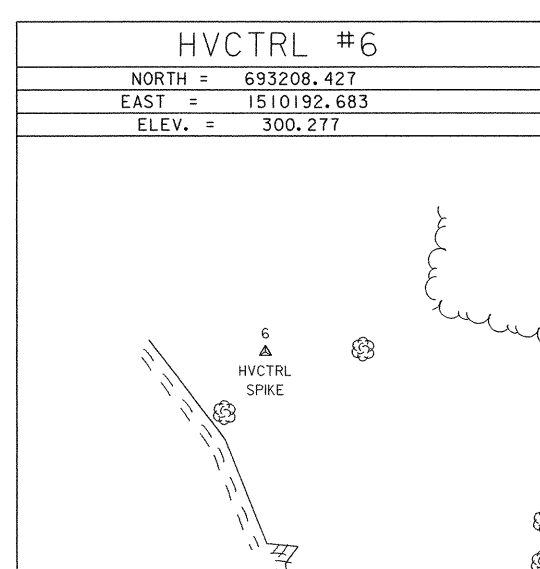 HVCTRL #6
NORTH = 693208.427
EAST = 1510192.683
ELEV. = 300.277
6
HVCTRL
SPIKE